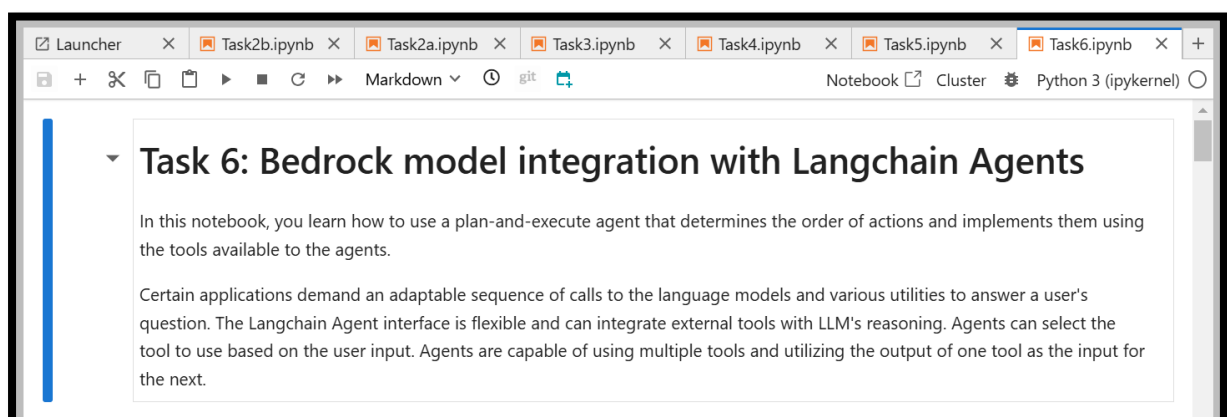 Launcher
Task2b.ipynb
Task2a.ipynb
Task3.ipynb
Task4.ipynb
Task5.ipynb
Task6.ipynb
Markdown
git
Notebook
Cluster
Python 3 (ipykernel)
Task 6: Bedrock model integration with Langchain Agents
In this notebook, you learn how to use a plan-and-execute agent that determines the order of actions and implements them using
the tools available to the agents.
Certain applications demand an adaptable sequence of calls to the language models and various utilities to answer a user's
question. The Langchain Agent interface is flexible and can integrate external tools with LLM's reasoning. Agents can select the
tool to use based on the user input. Agents are capable of using multiple tools and utilizing the output of one tool as the input for
the next.